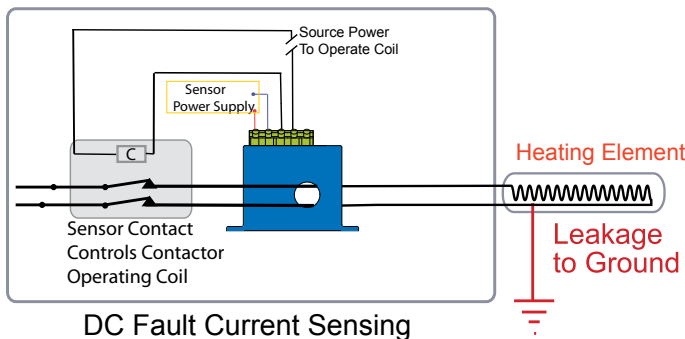 Source Power
To Operate Coil
Sensor
Power Supply
C
Heating Element
Leakage
to Ground
Sensor Contact
Controls Contactor
Operating Coil
DC Fault Current Sensing